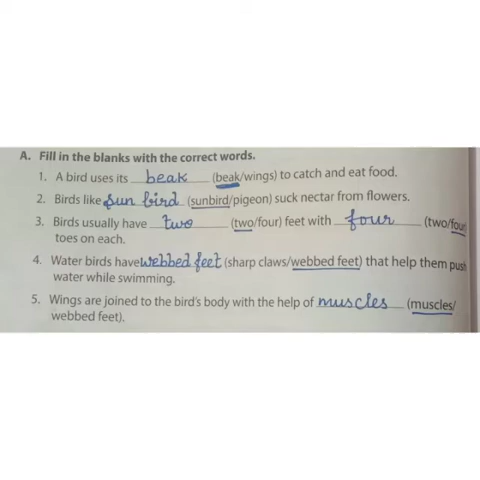 A. Fill in the blanks with the correct words.
1. A bird uses its beak (beak/wings) to catch and eat food.
2. Birds like sun bird (sunbird/pigeon) suck nectar from flowers.
3. Birds usually have two (two/four) feet with four (two/four)
toes on each.
4. Water birds have webbed feet (sharp claws/webbed feet) that help them push
water while swimming.
5. Wings are joined to the bird's body with the help of muscles (muscles/
webbed feet).